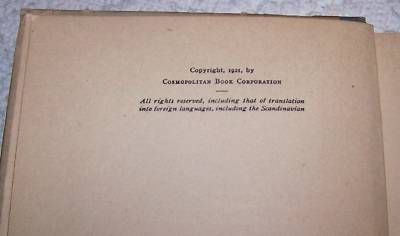 Copyright, 1921, by
Cosmopolitan Book Corporation
All rights reserved, including that of translation
into foreign languages, including the Scandinavian